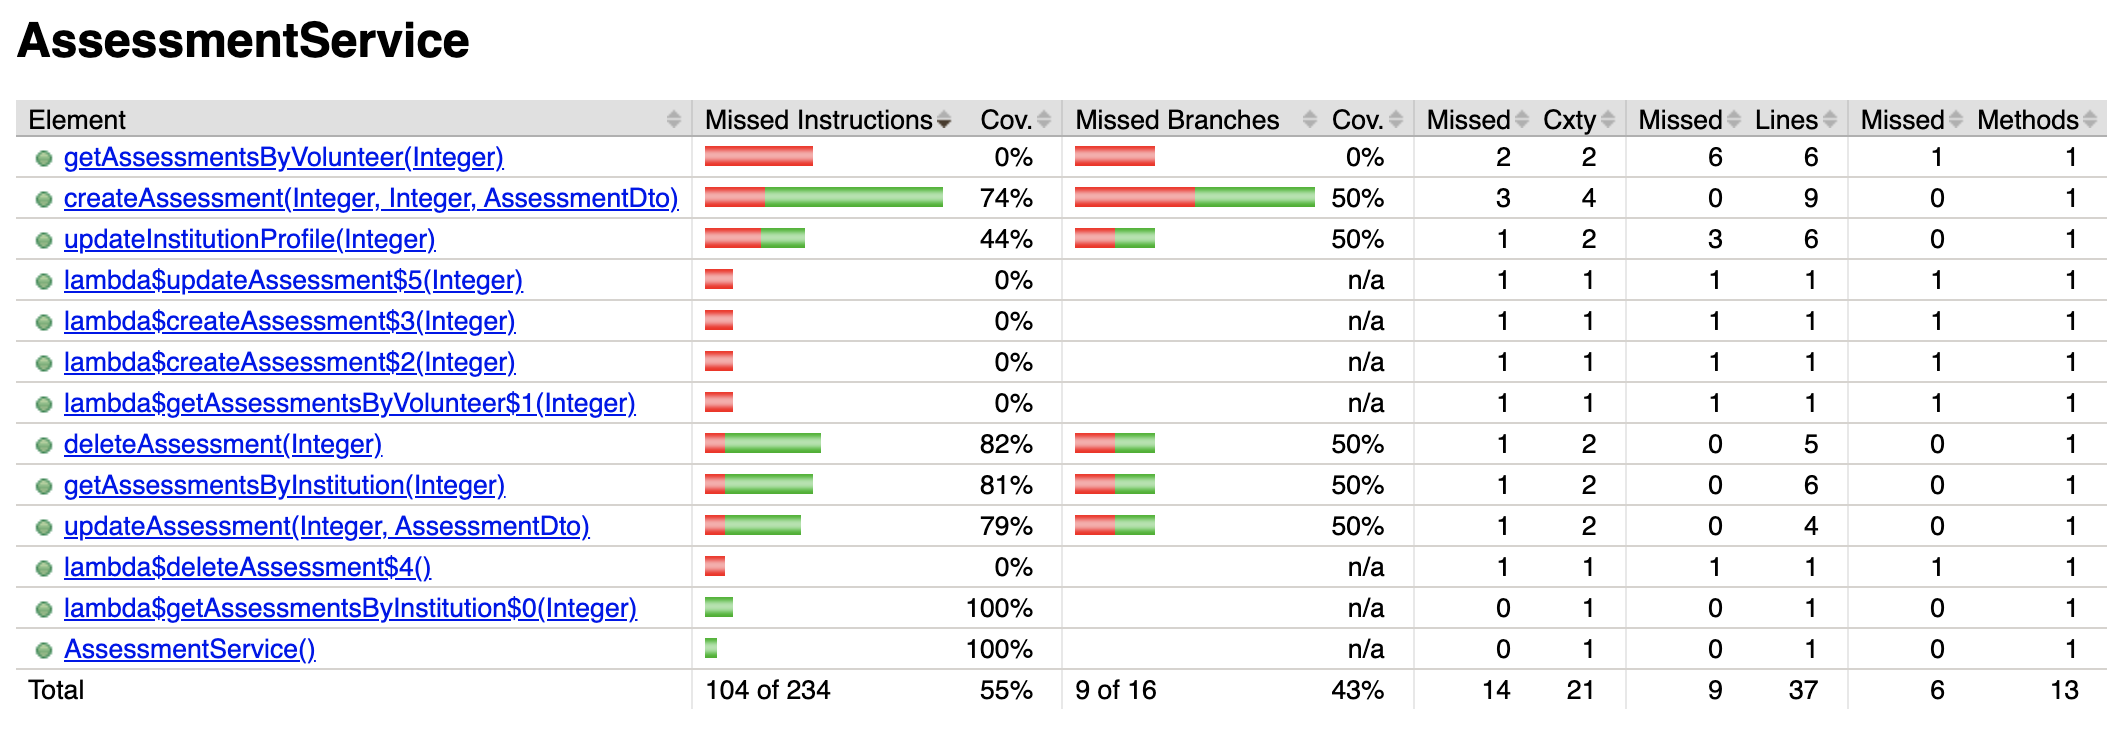 AssessmentService
Element Missed Instructions Cov. Missed Branches Cov. Missed Cxty Missed Lines Missed Methods
getAssessmentsByVolunteer(Integer) 0% 0% 2 2 6 6 1 1
createAssessment(Integer, Integer, AssessmentDto) 74% 50% 3 4 0 9 0 1
updateInstitutionProfile(Integer) 44% 50% 1 2 3 6 0 1
lambda$updateAssessment$5(Integer) 0% n/a 1 1 1 1 1 1
lambda$createAssessment$3(Integer) 0% n/a 1 1 1 1 1 1
lambda$createAssessment$2(Integer) 0% n/a 1 1 1 1 1 1
lambda$getAssessmentsByVolunteer$1(Integer) 0% n/a 1 1 1 1 1 1
deleteAssessment(Integer) 82% 50% 1 2 0 5 0 1
getAssessmentsByInstitution(Integer) 81% 50% 1 2 0 6 0 1
updateAssessment(Integer, AssessmentDto) 79% 50% 1 2 0 4 0 1
lambda$deleteAssessment$4() 0% n/a 1 1 1 1 1 1
lambda$getAssessmentsByInstitution$0(Integer) 100% n/a 0 1 0 1 0 1
AssessmentService() 100% n/a 0 1 0 1 0 1
Total 104 of 234 55% 9 of 16 43% 14 21 9 37 6 13